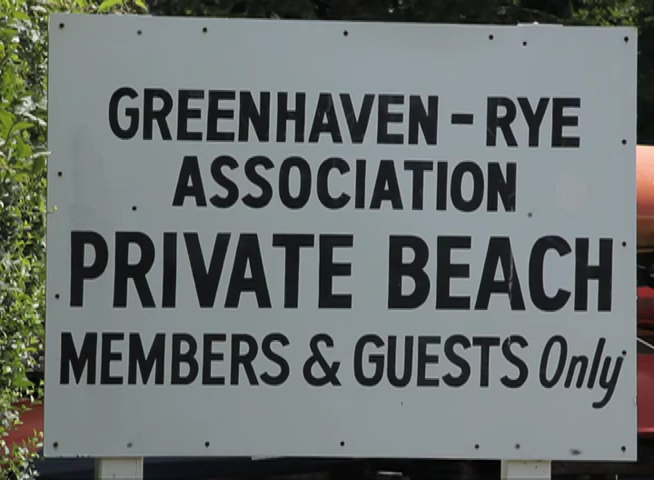 GREENHAVEN - RYE
ASSOCIATION
PRIVATE BEACH
MEMBERS & GUESTS Only